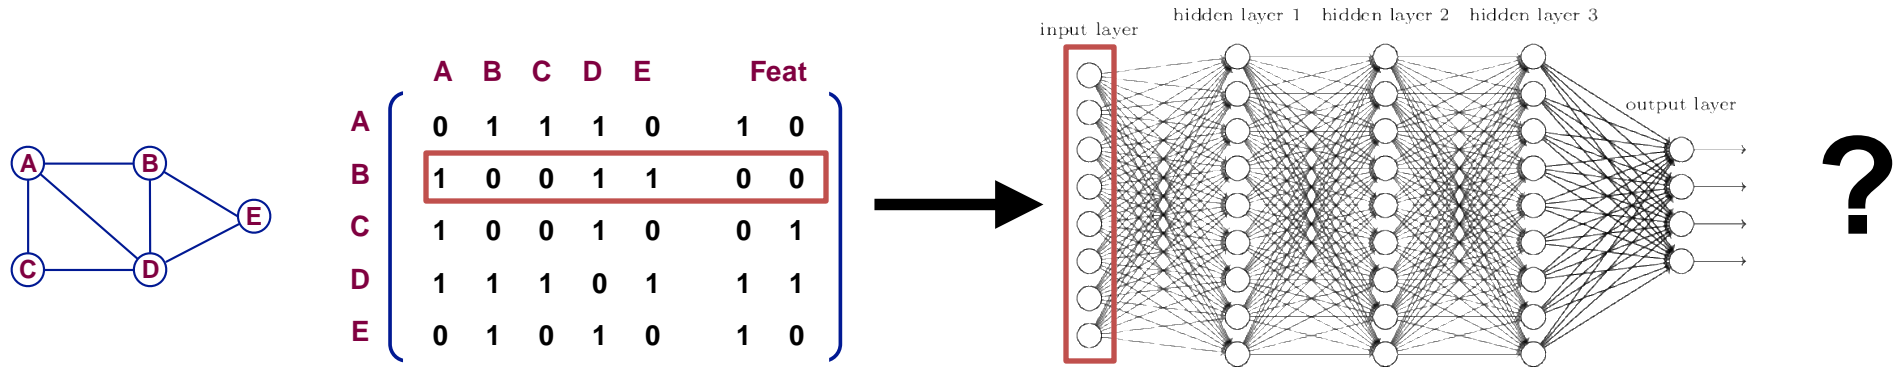 A B
E
C D
A B C D E Feat
A 0 1 1 1 0 1 0
B 1 0 0 1 1 0 0
C 1 0 0 1 0 0 1
D 1 1 1 0 1 1 1
E 0 1 0 1 0 1 0
input layer
hidden layer 1 hidden layer 2 hidden layer 3
output layer
?